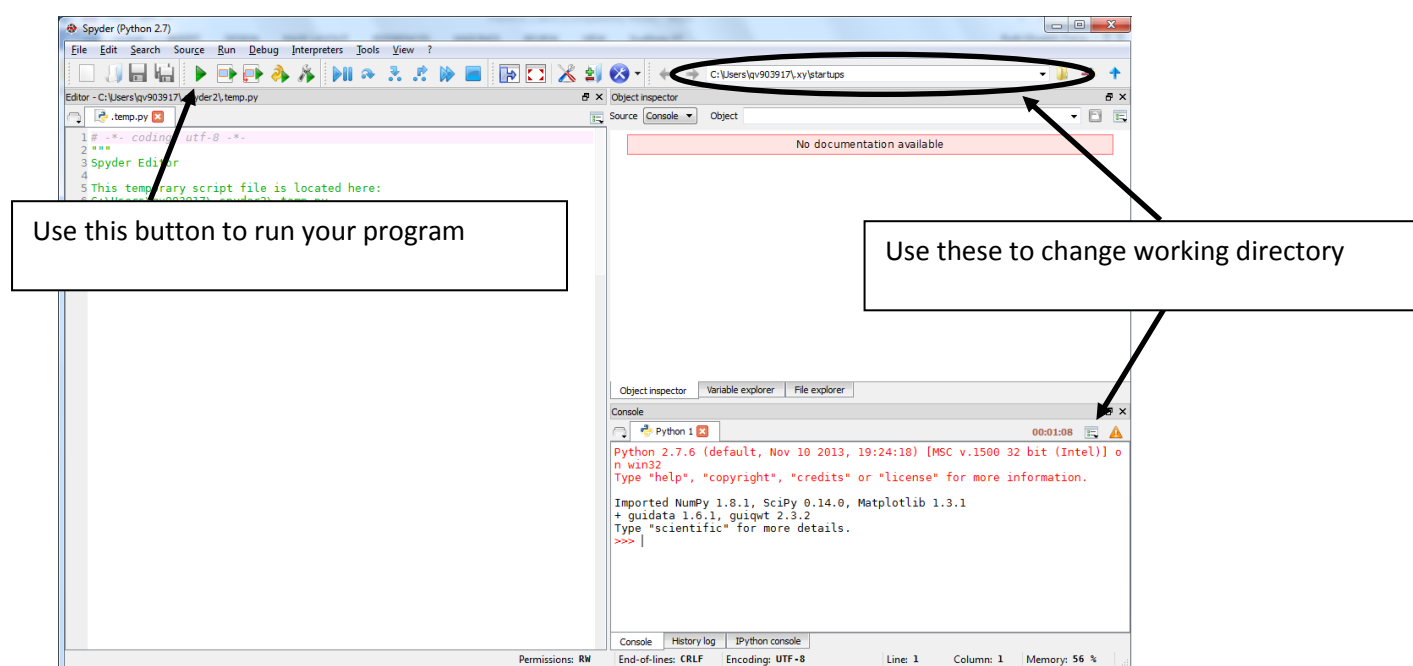 Spyder (Python 2.7)
File Edit Search Source Run Debug Interpreters Tools View ?
C:\Users\qv903917\.xy\startups
Editor - C:\Users\qv903917\ yder2\.temp.py
.temp.py
1 # -*- coding utf-8 -*-
2 """
3 Spyder Editor
4
5 This temporary script file is located here:
Use this button to run your program
Object inspector
Source Console Object
No documentation available
Use these to change working directory
Object inspector Variable explorer File explorer
Console
Python 1 00:01:08
Python 2.7.6 (default, Nov 10 2013, 19:24:18) [MSC v.1500 32 bit (Intel)] o
n win32
Type "help", "copyright", "credits" or "license" for more information.
Imported NumPy 1.8.1, SciPy 0.14.0, Matplotlib 1.3.1
+ guidata 1.6.1, guiqwt 2.3.2
Type "scientific" for more details.
>>>
Console History log IPython console
Permissions: RW End-of-lines: CRLF Encoding: UTF-8 Line: 1 Column: 1 Memory: 56 %